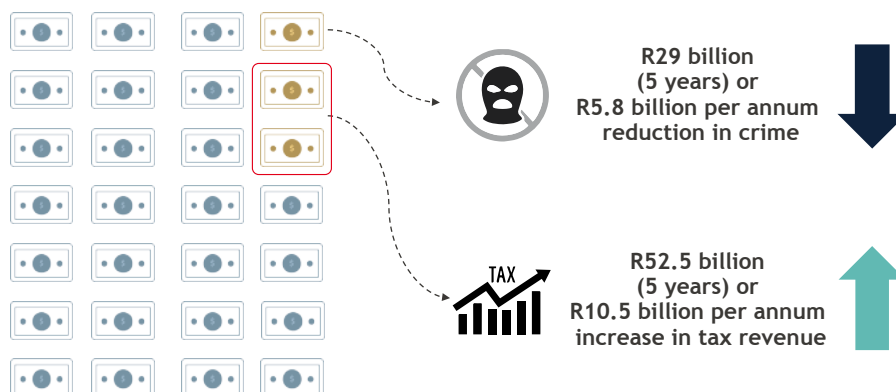 R29 billion
(5 years) or
R5.8 billion per annum
reduction in crime
TAX
R52.5 billion
(5 years) or
R10.5 billion per annum
increase in tax revenue